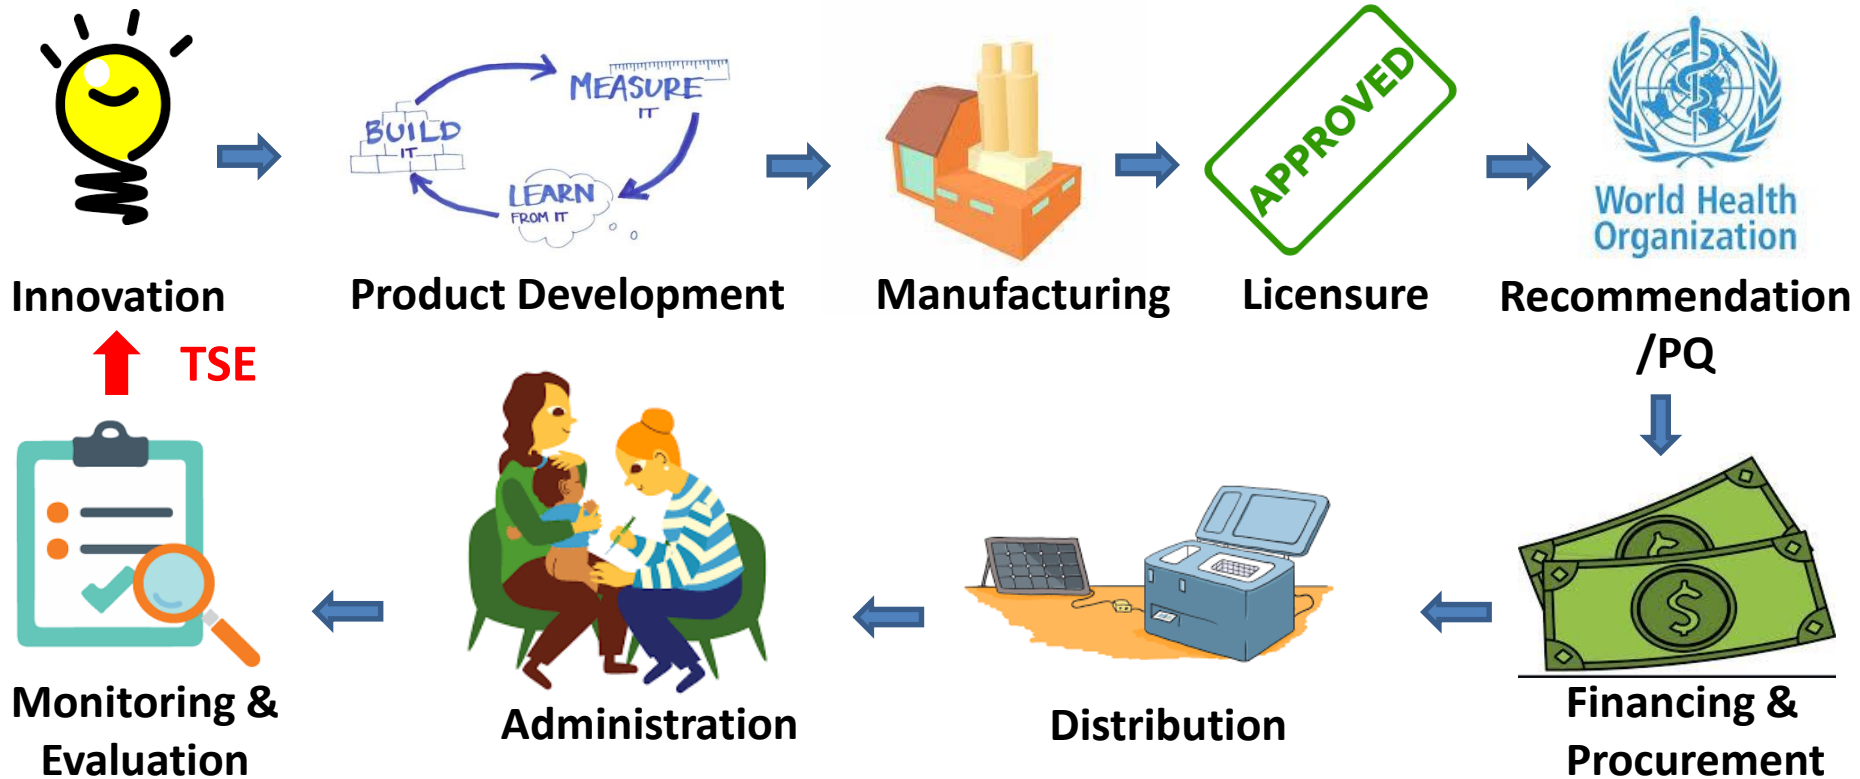 BUILD
IT
MEASURE
IT
LEARN
FROM IT
APPROVED
World Health
Organization
Innovation
Product Development
Manufacturing
Licensure
Recommendation
/PQ
TSE
$
$
Monitoring &
Evaluation
Administration
Distribution
Financing &
Procurement